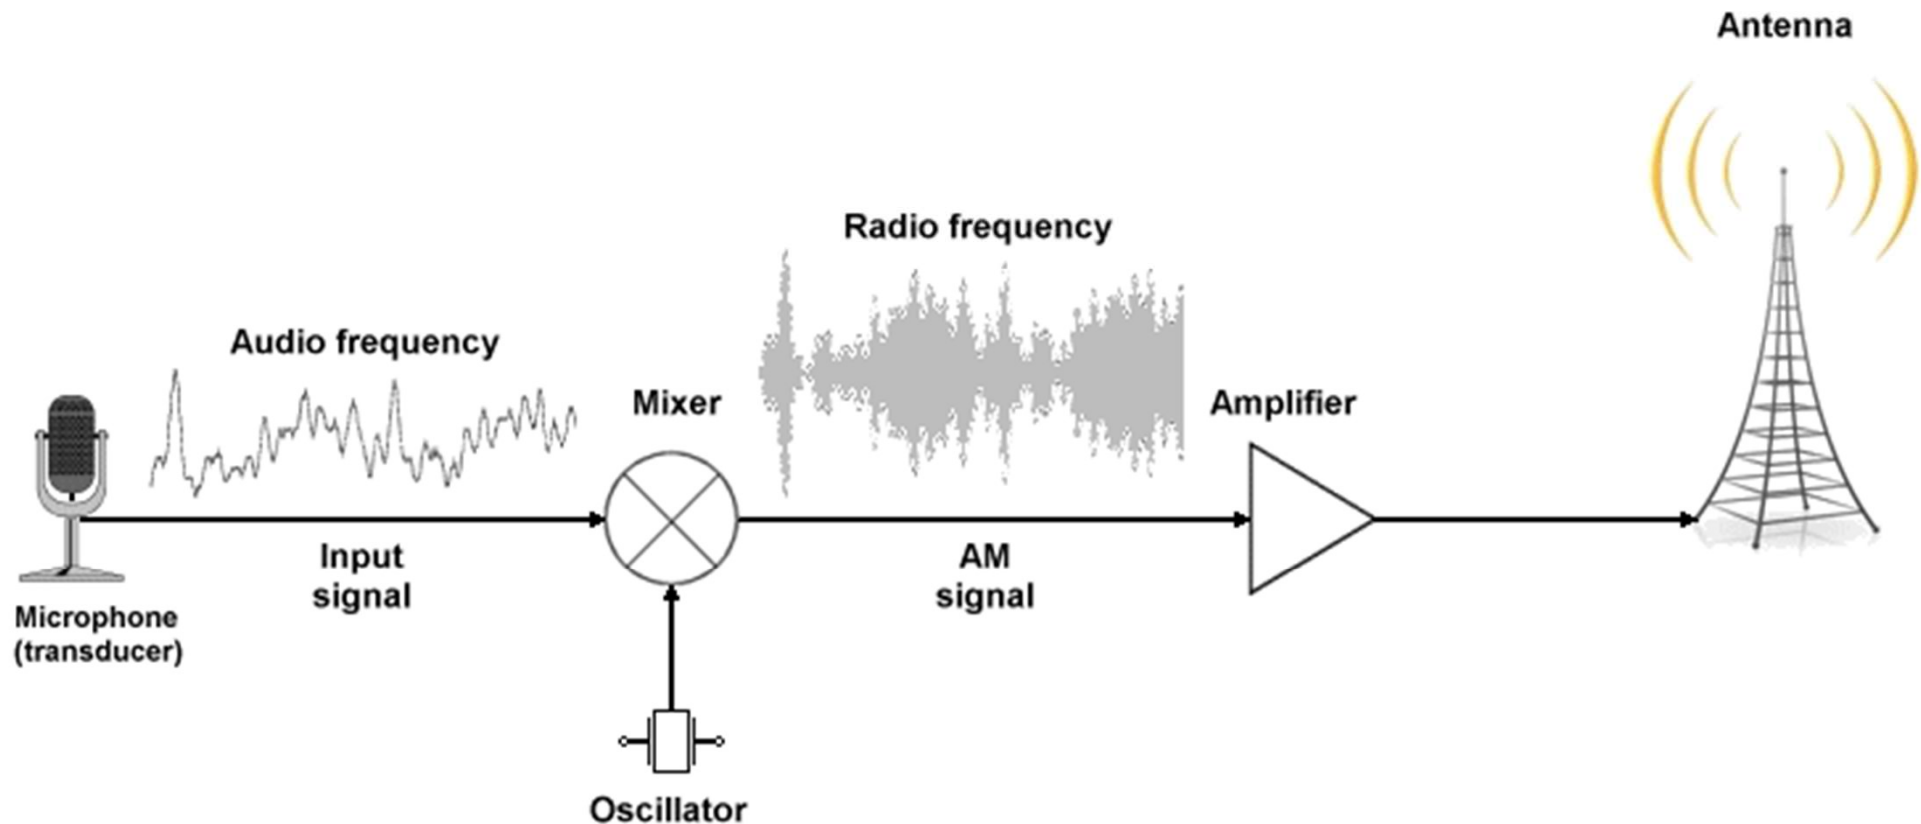 Antenna
Radio frequency
Audio frequency
Mixer
Amplifier
Input
signal
AM
signal
Microphone
(transducer)
Oscillator